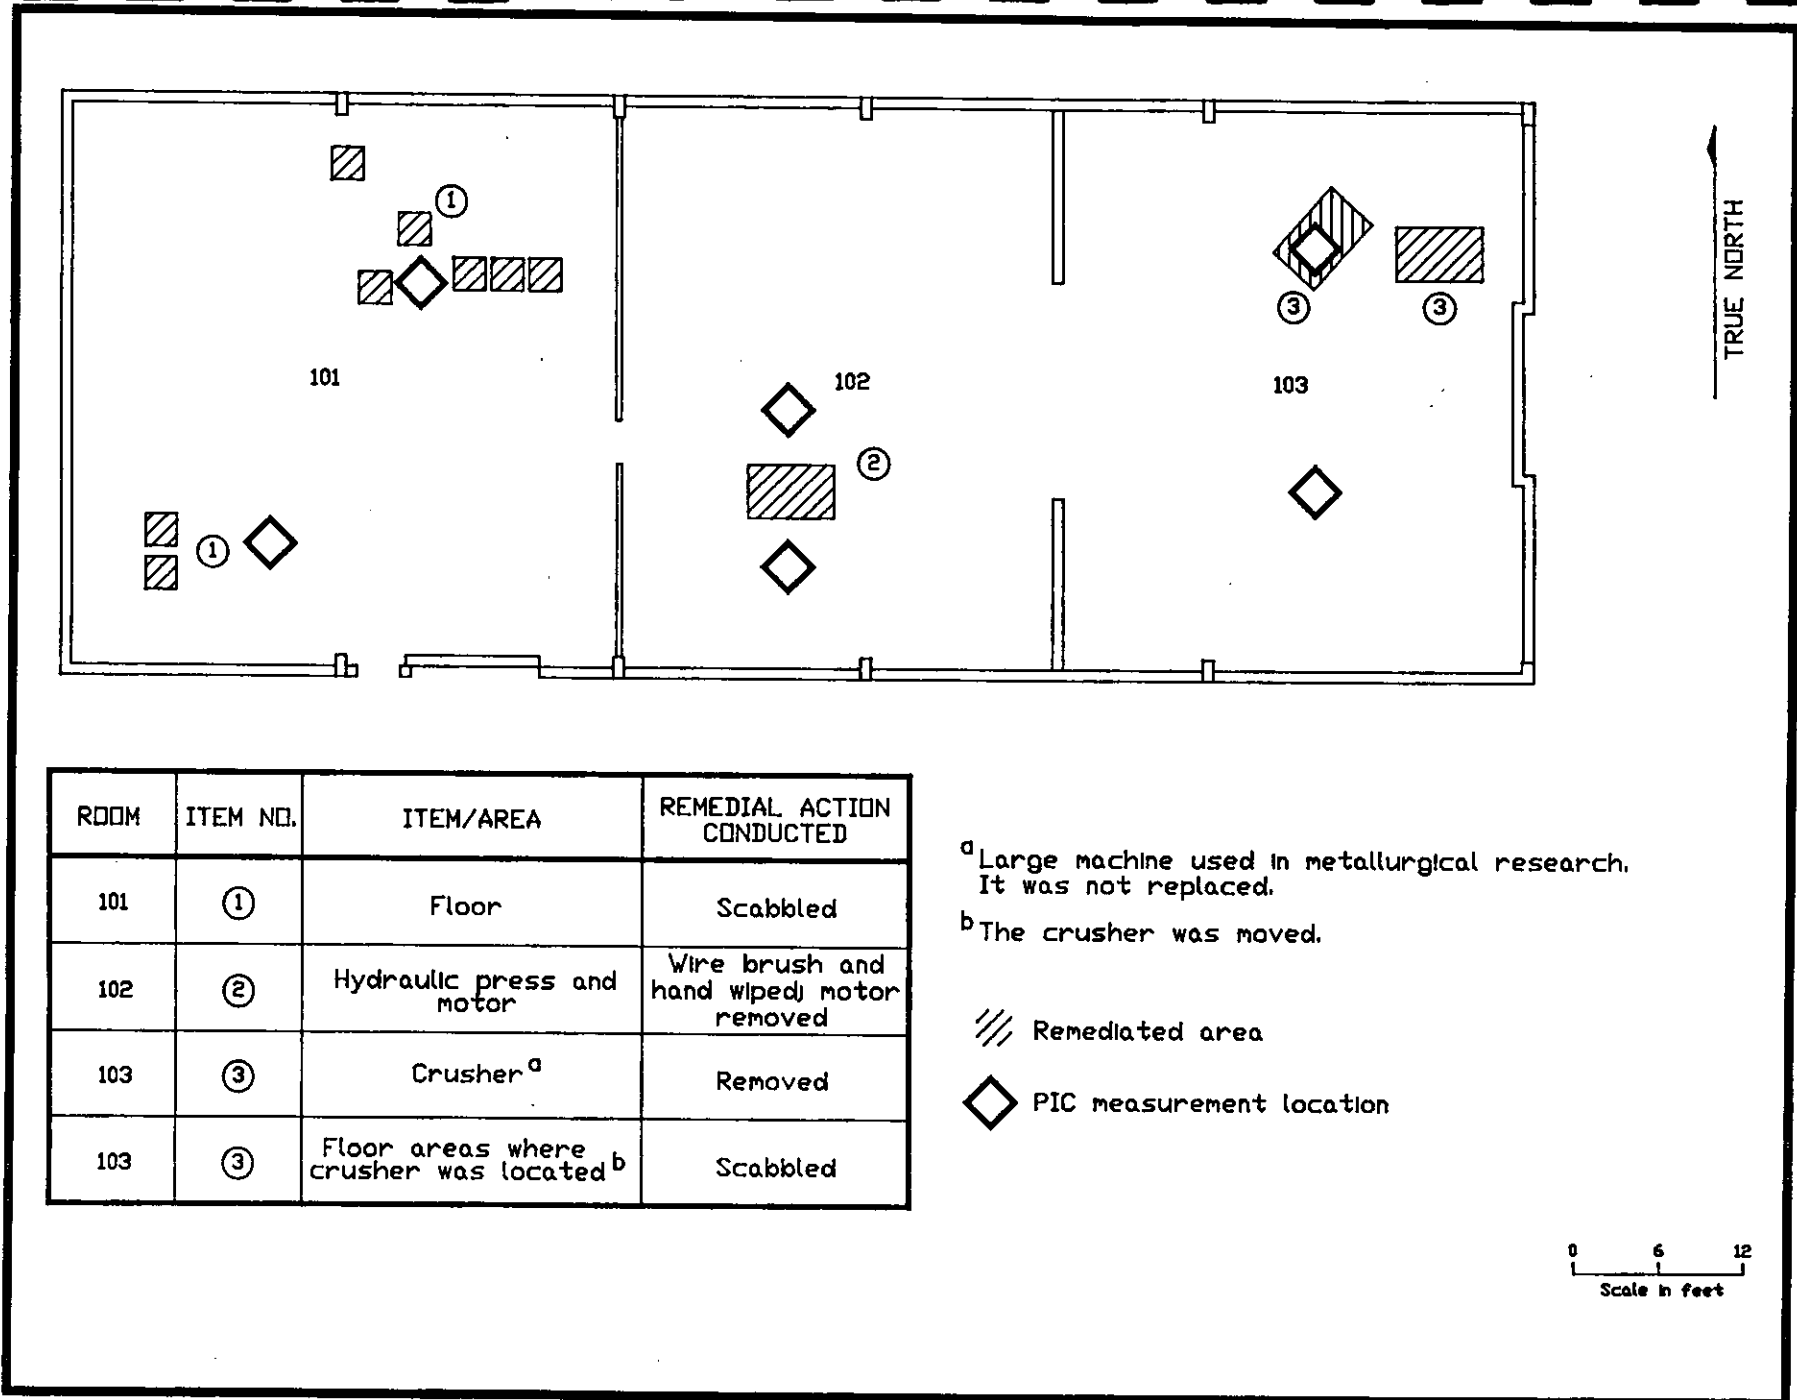 1
TRUE NORTH
3
3
101
102
103
2
1
ROOM
ITEM NO.
ITEM/AREA
REMEDIAL ACTION
CONDUCTED
101
1
Floor
Scabbled
102
2
Hydraulic press and
motor
Wire brush and
hand wiped; motor
removed
103
3
Crusher a
Removed
103
3
Floor areas where
crusher was located b
Scabbled
a Large machine used in metallurgical research.
It was not replaced.
b The crusher was moved.
Remediated area
PIC measurement location
0 6 12
Scale in feet